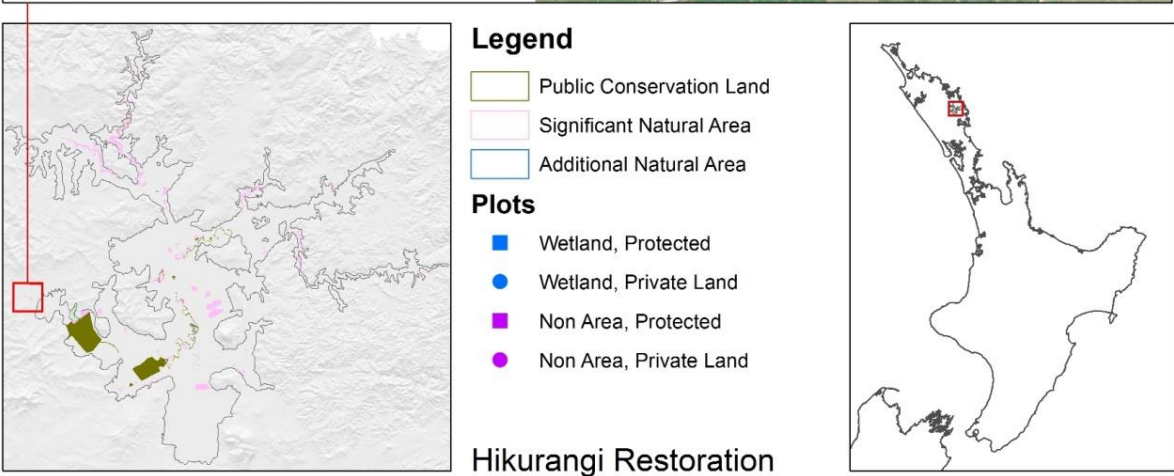 Legend
Public Conservation Land
Significant Natural Area
Additional Natural Area
Plots
Wetland, Protected
Wetland, Private Land
Non Area, Protected
Non Area, Private Land
Hikurangi Restoration